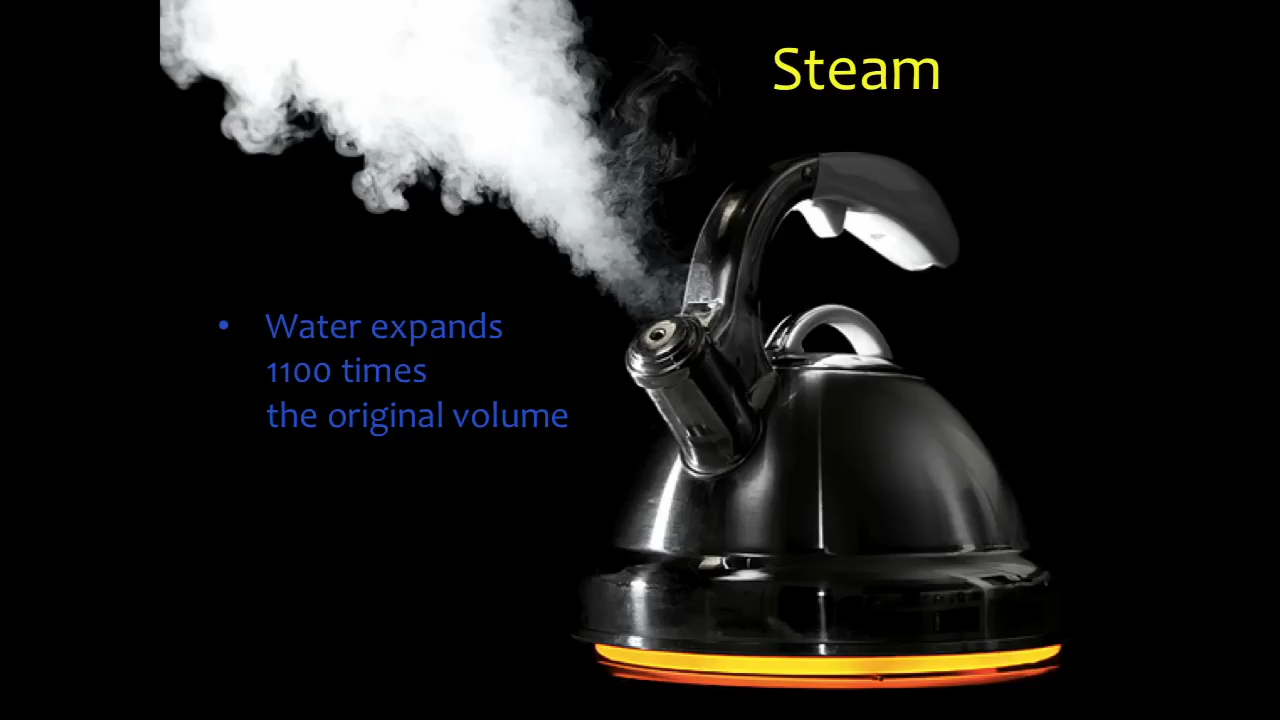 Steam
• Water expands
1100 times
the original volume